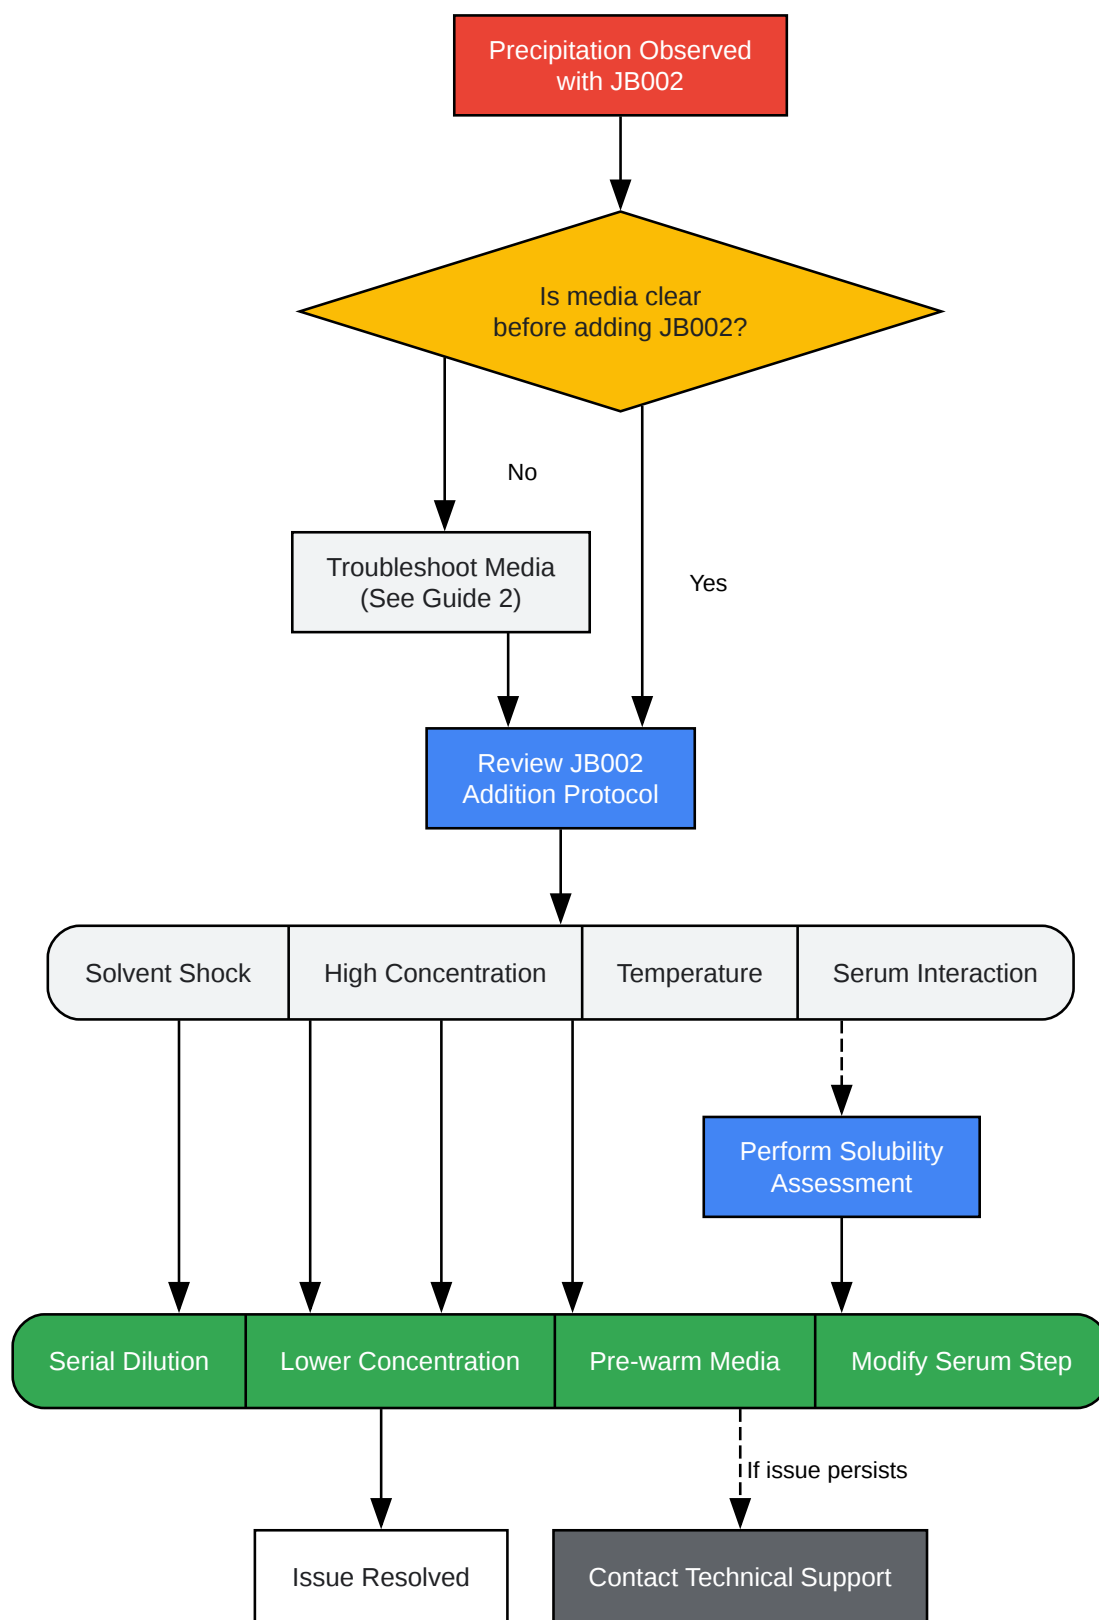 Precipitation Observed
with JB002
Is media clear
before adding JB002?
No
Troubleshoot Media
(See Guide 2)
Yes
Review JB002
Addition Protocol
Solvent Shock
High Concentration
Temperature
Serum Interaction
Perform Solubility
Assessment
Serial Dilution
Lower Concentration
Pre-warm Media
Modify Serum Step
If issue persists
Issue Resolved
Contact Technical Support